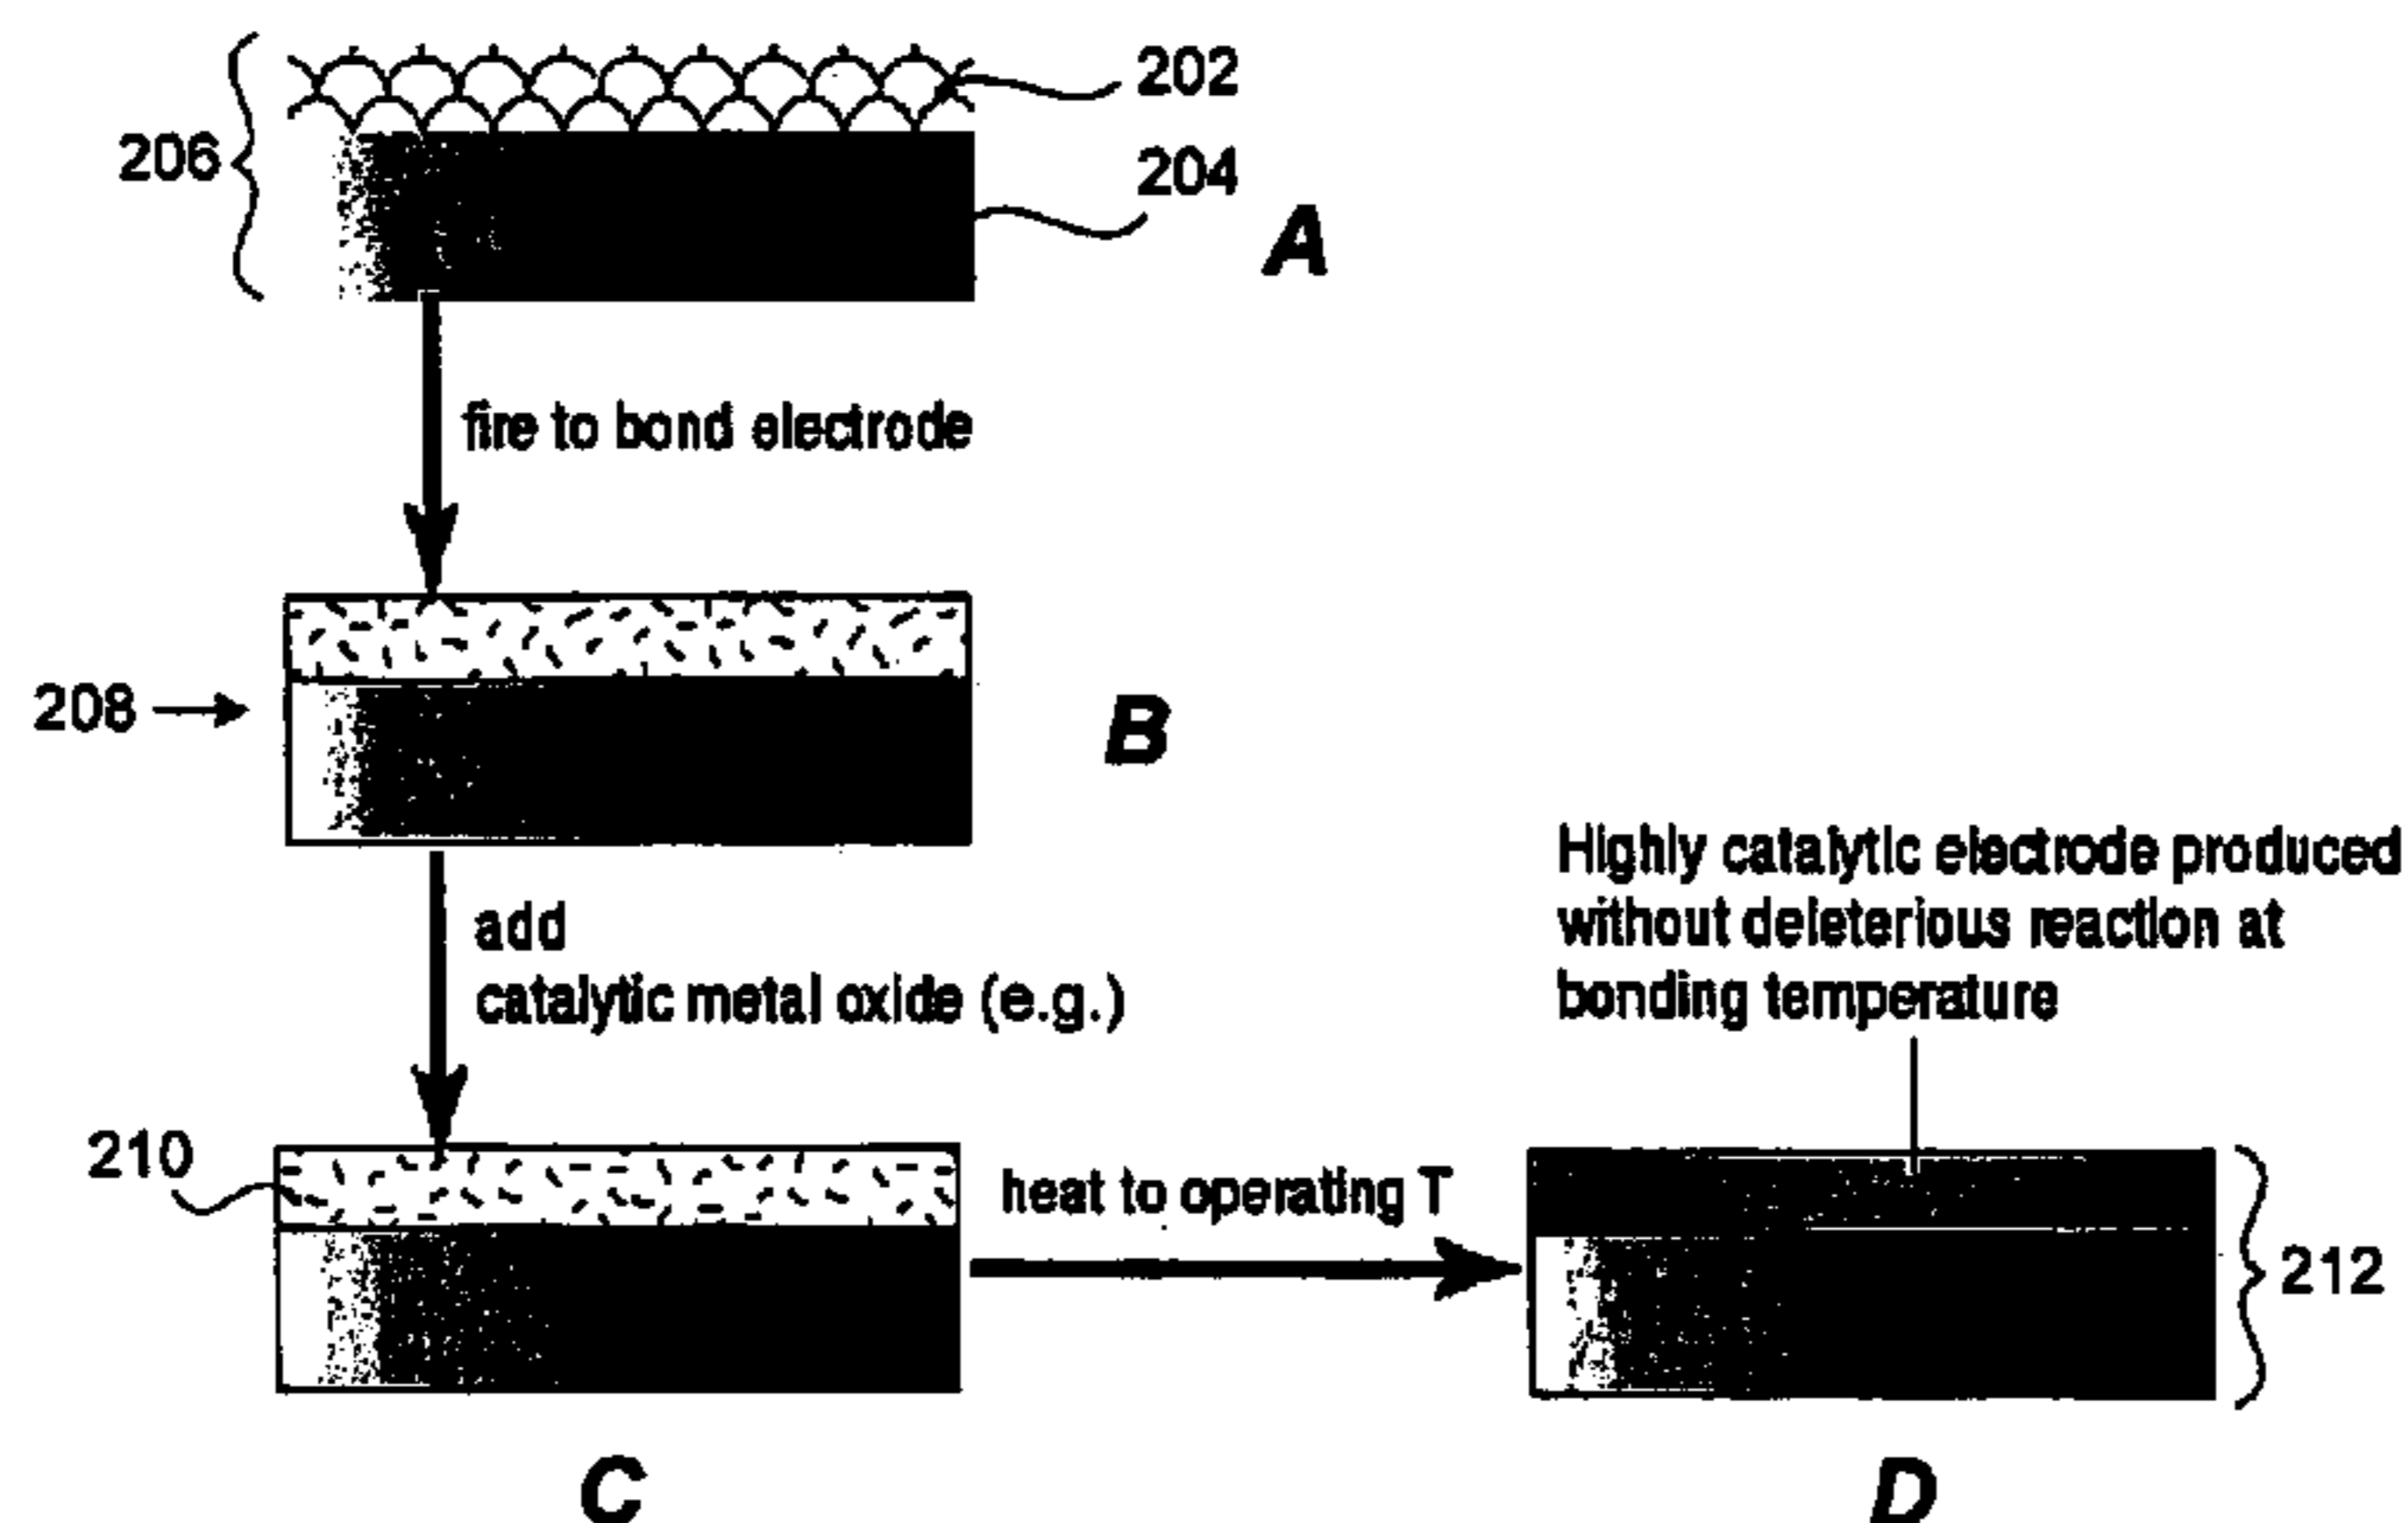 202
206
204
A
fire to bond electrode
208
B
add
catalytic metal oxide (e.g.)
Highly catalytic electrode produced
without deleterious reaction at
bonding temperature
210
heat to operating T
212
C
D